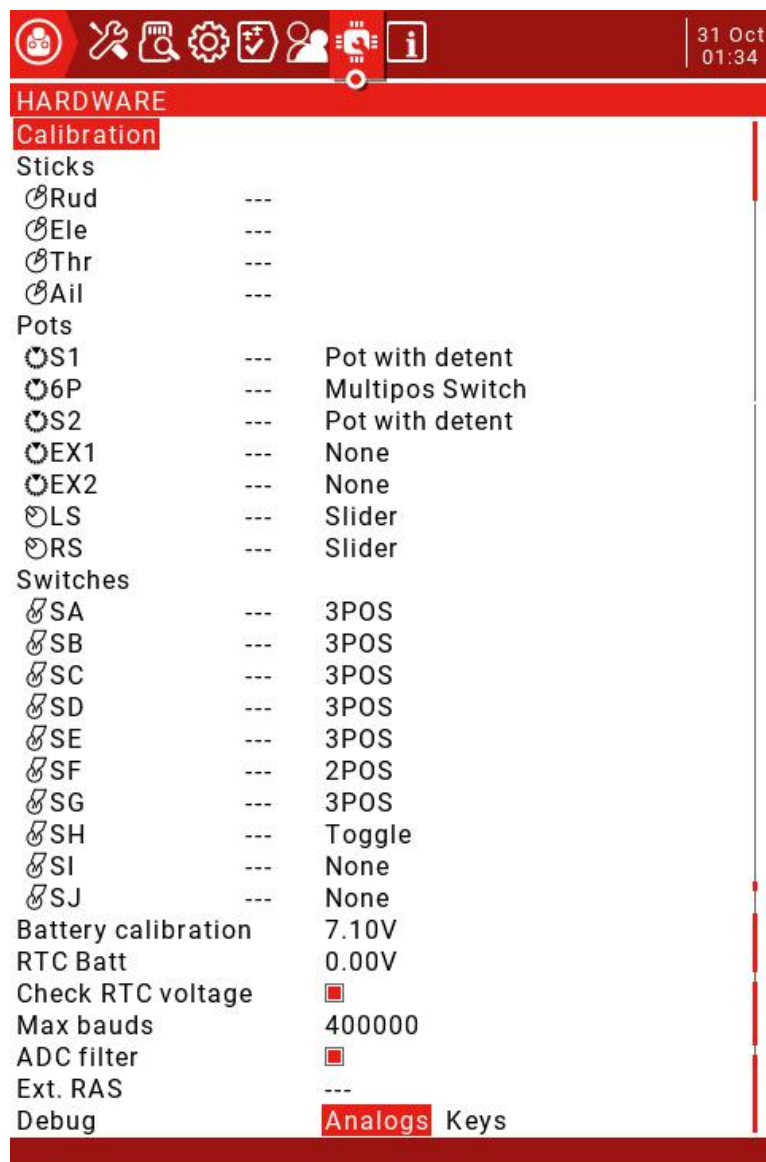 31 Oct
01:34
HARDWARE
Calibration
Sticks
Rud ---
Ele ---
Thr ---
Ail ---
Pots
S1 --- Pot with detent
6P --- Multipos Switch
S2 --- Pot with detent
EX1 --- None
EX2 --- None
LS --- Slider
RS --- Slider
Switches
SA --- 3POS
SB --- 3POS
SC --- 3POS
SD --- 3POS
SE --- 3POS
SF --- 2POS
SG --- 3POS
SH --- Toggle
SI --- None
SJ --- None
Battery calibration 7.10V
RTC Batt 0.00V
Check RTC voltage
Max bauds 400000
ADC filter
Ext. RAS ---
Debug Analogs Keys